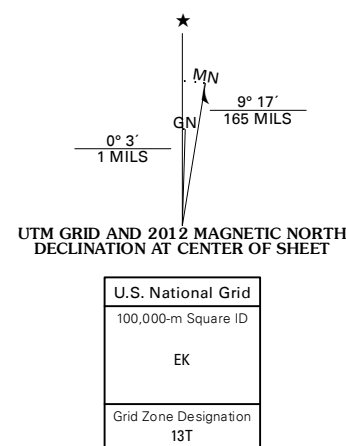 ★
MN
9° 17´
165 MILS
GN
0° 3´
1 MILS
UTM GRID AND 2012 MAGNETIC NORTH
DECLINATION AT CENTER OF SHEET
U.S. National Grid
100,000-m Square ID
EK
Grid Zone Designation
13T